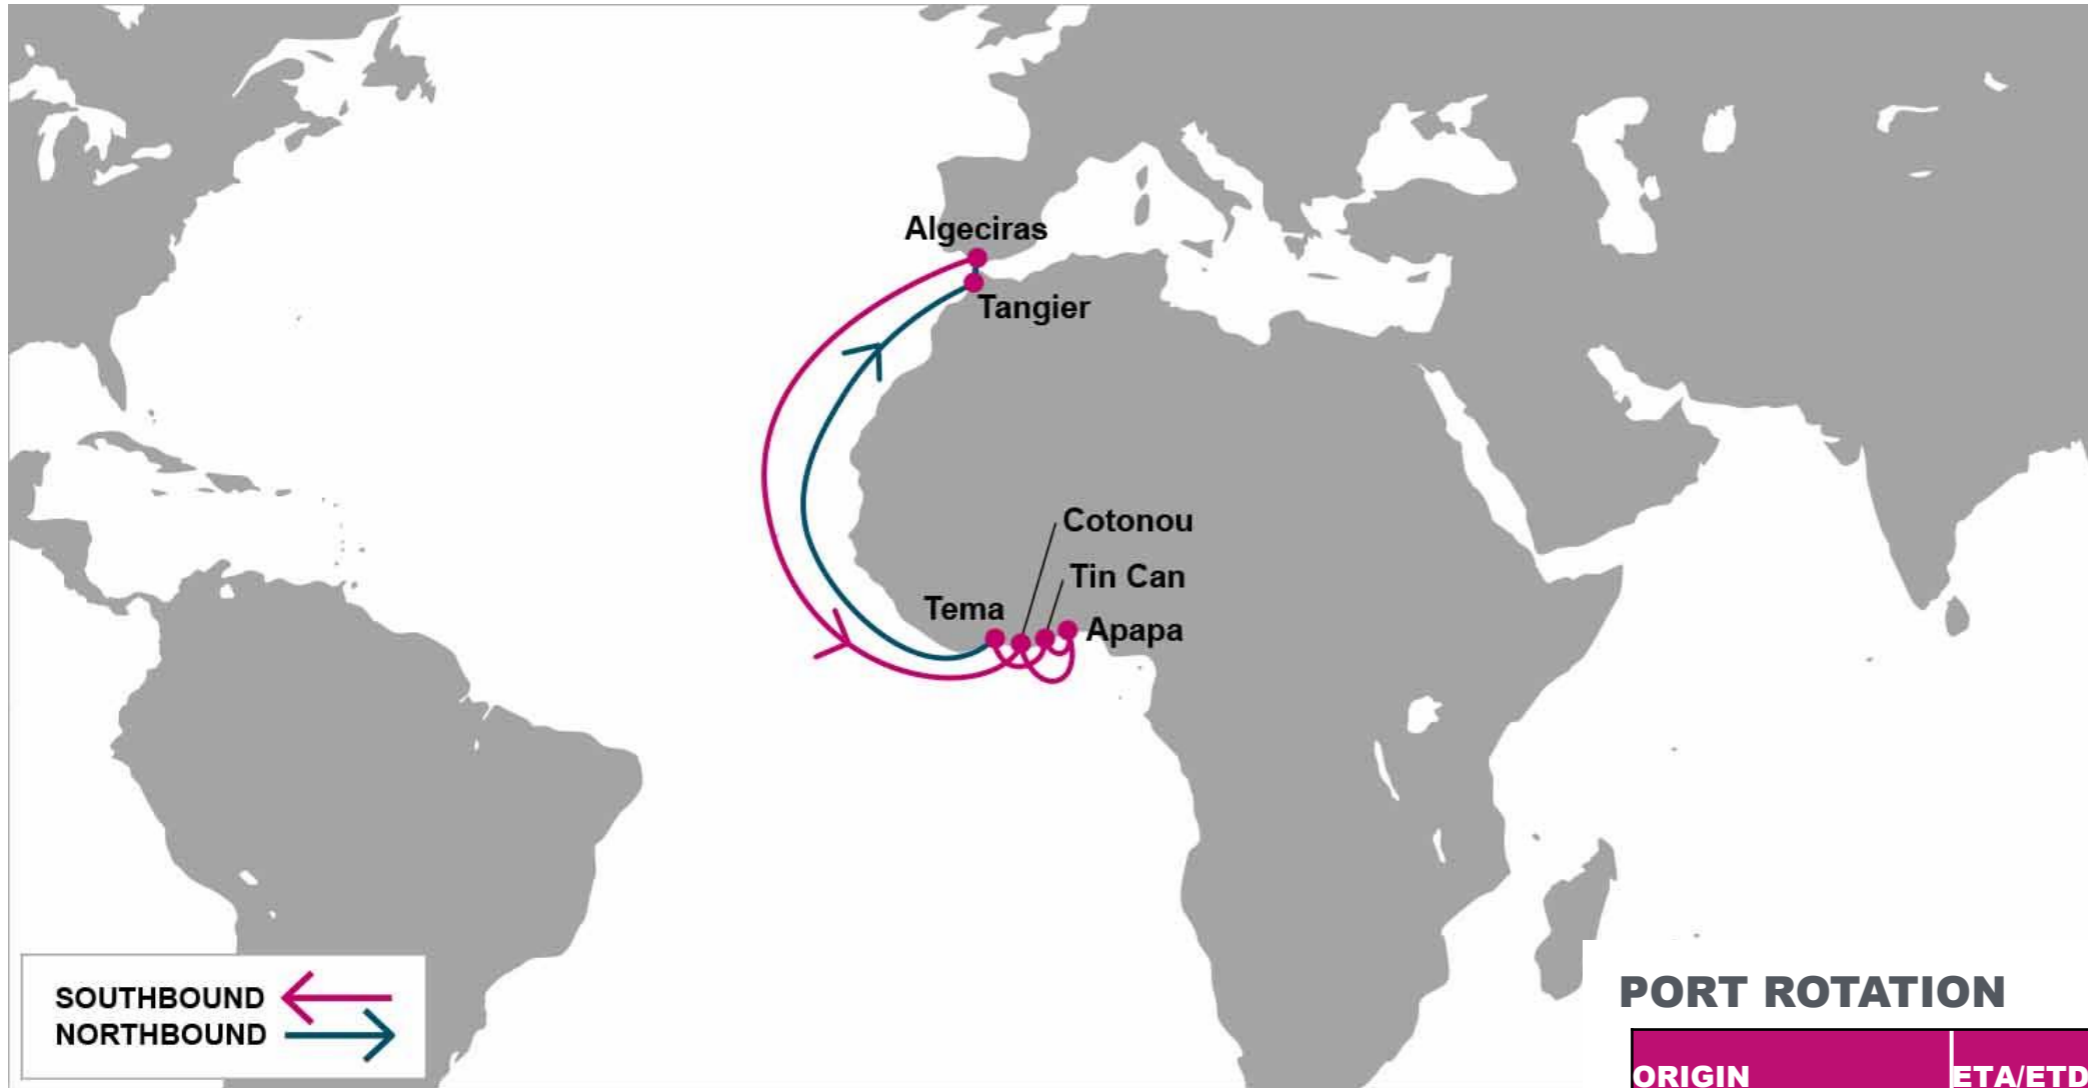 Algeciras
Tangier
Cotonou
Tin Can
Tema
Apapa
SOUTHBOUND
NORTHBOUND
PORT ROTATION
ORIGIN ETA/ETD